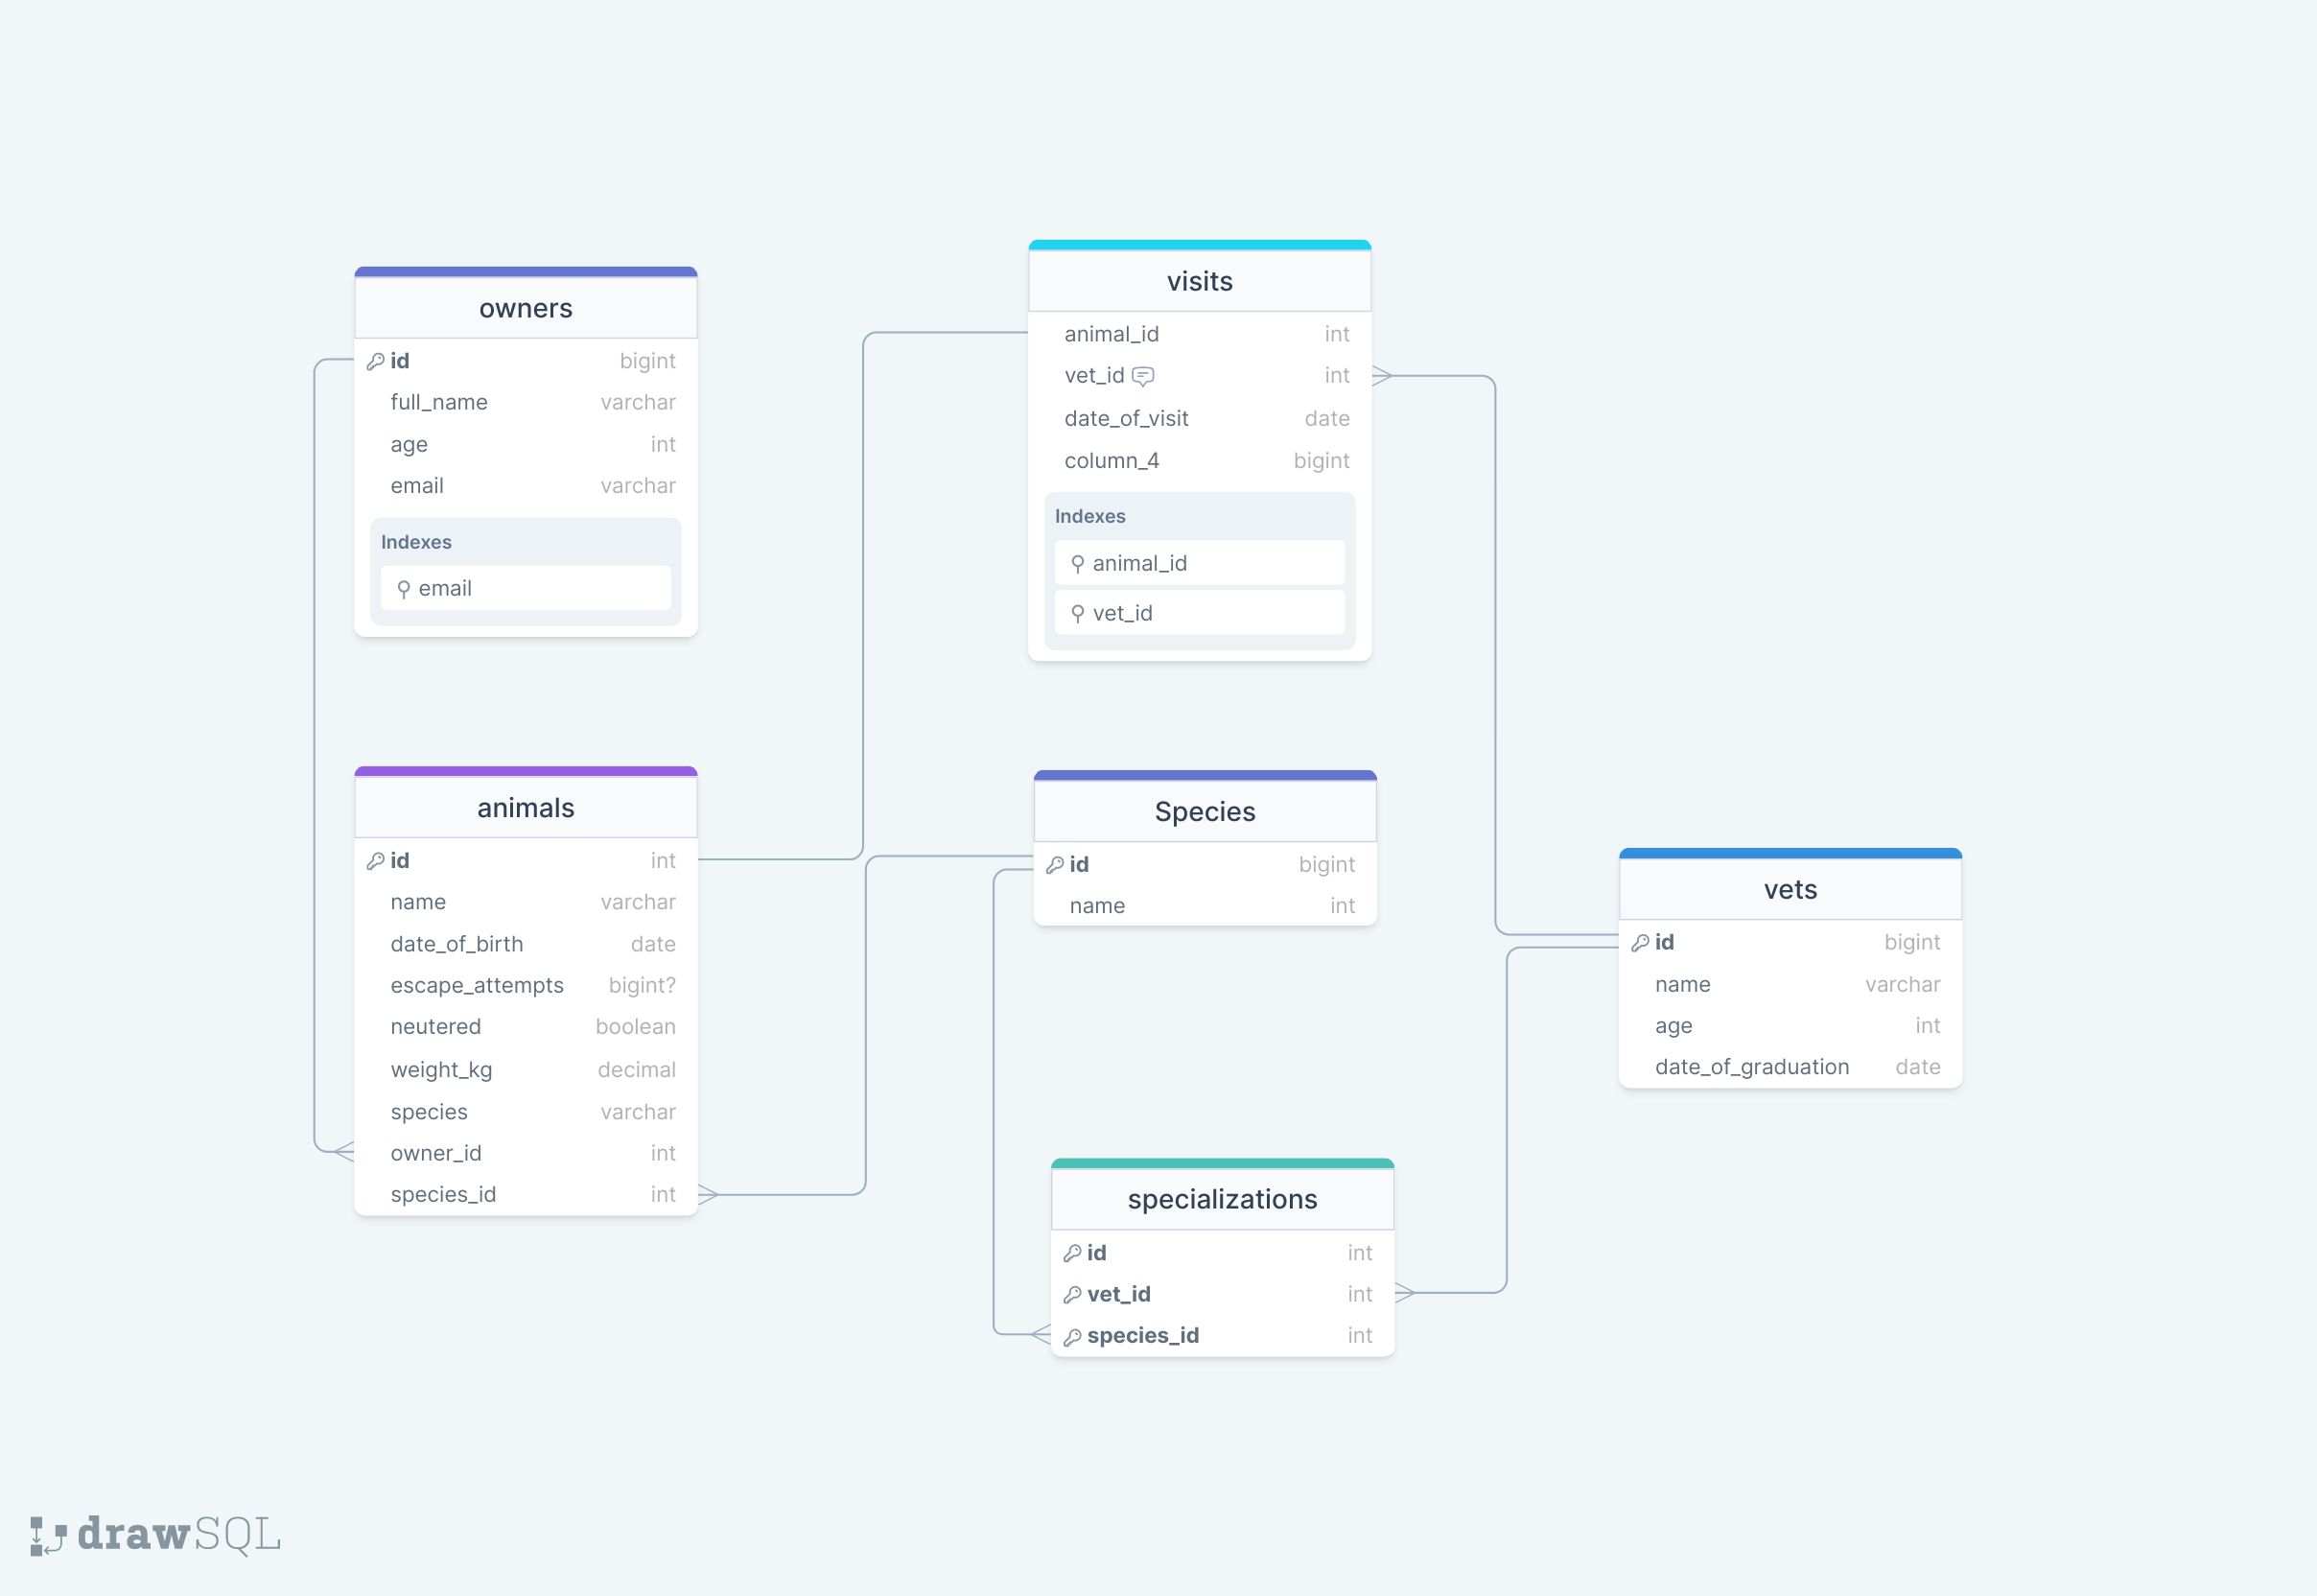 owners
id bigint
full_name varchar
age int
email varchar
Indexes
email
visits
animal_id int
vet_id int
date_of_visit date
column_4 bigint
Indexes
animal_id
vet_id
animals
id int
name varchar
date_of_birth date
escape_attempts bigint?
neutered boolean
weight_kg decimal
species varchar
owner_id int
species_id int
Species
id bigint
name int
vets
id bigint
name varchar
age int
date_of_graduation date
specializations
id int
vet_id int
species_id int
drawSQL